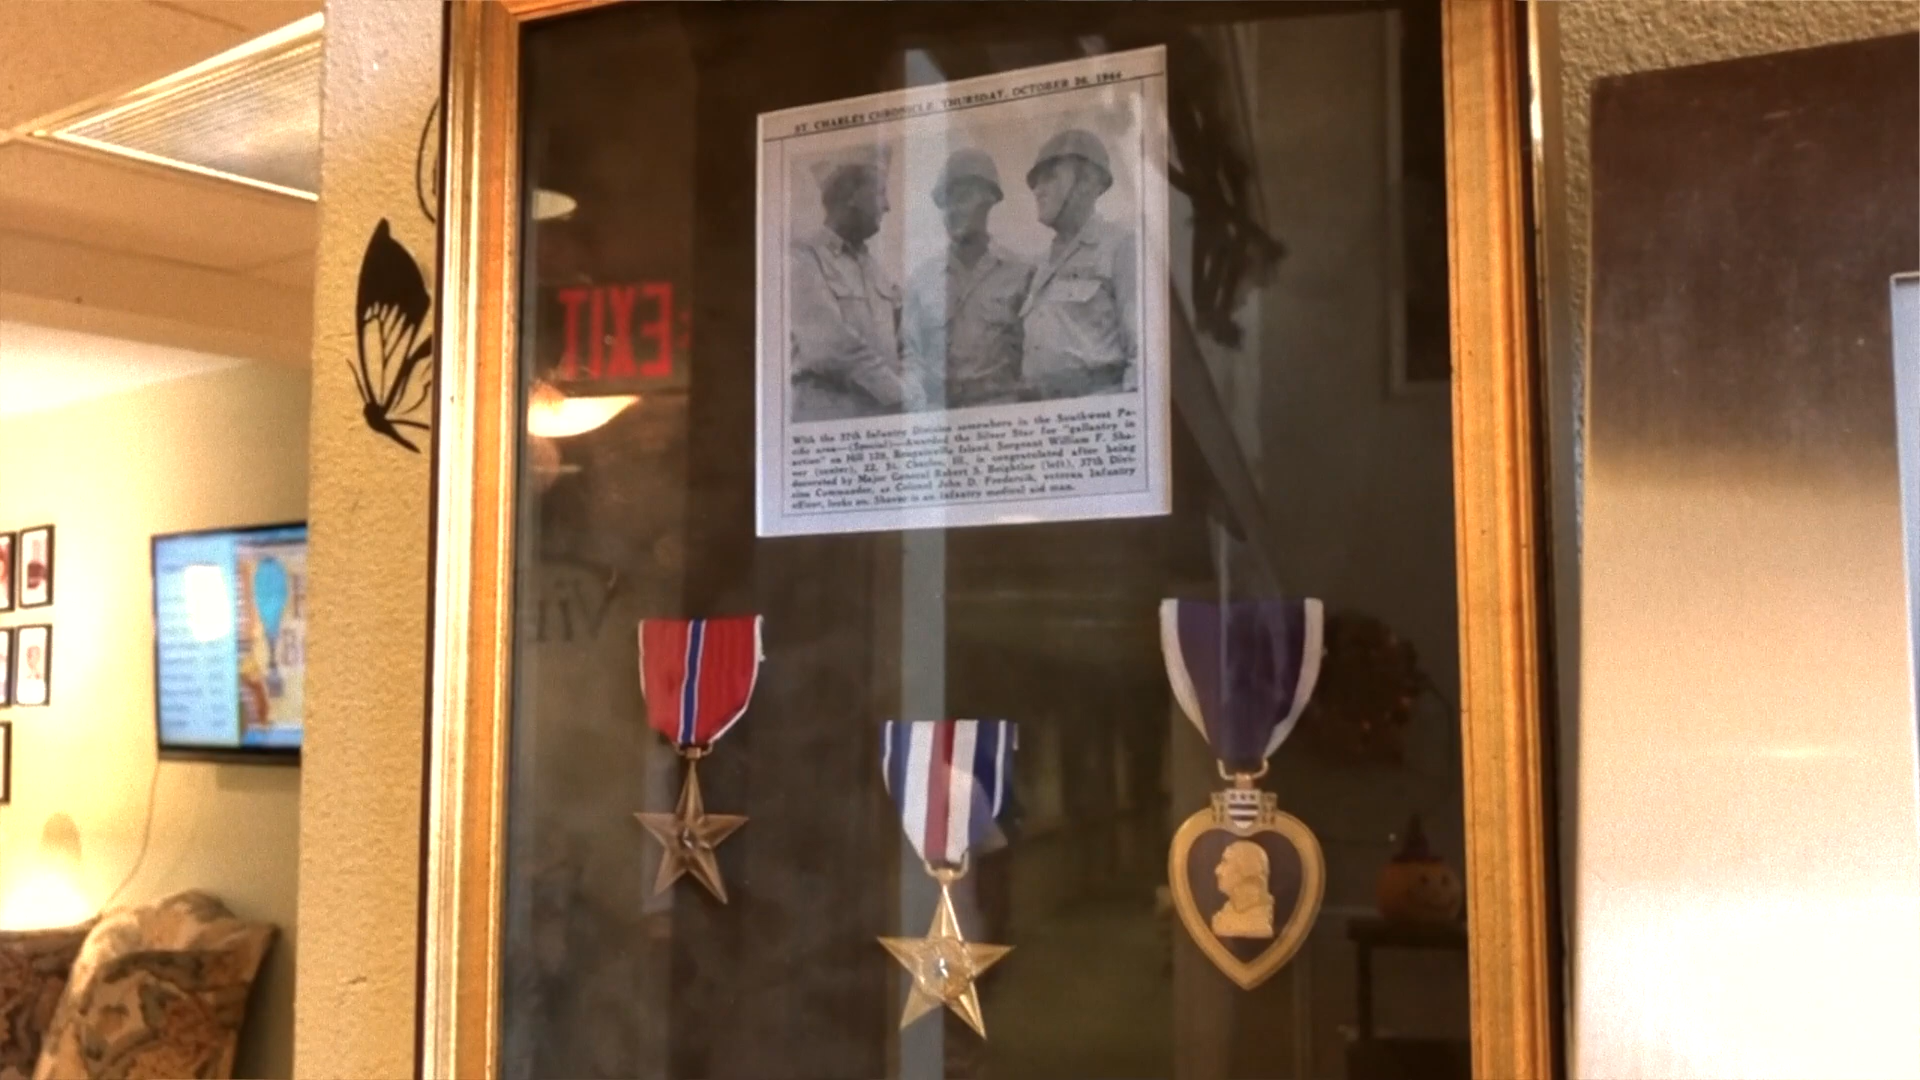 ST. CHARLES CHRONICLE, THURSDAY, OCTOBER 26, 1944
With the 37th Infantry Division somewhere in the Southwest Pa-
cific area—(Special)—Awarded the Silver Star for "gallantry in
action" on Hill 129, Bougainville Island, Sergeant William F. Sha-
ver (center), 22, St. Charles, Ill., is congratulated after being
decorated by Major General Robert S. Beightler (left), 37th Divi-
sion Commander, as Colonel John D. Frederick, veteran Infantry
officer, looks on. Shaver is an infantry medical aid man.
EXIT